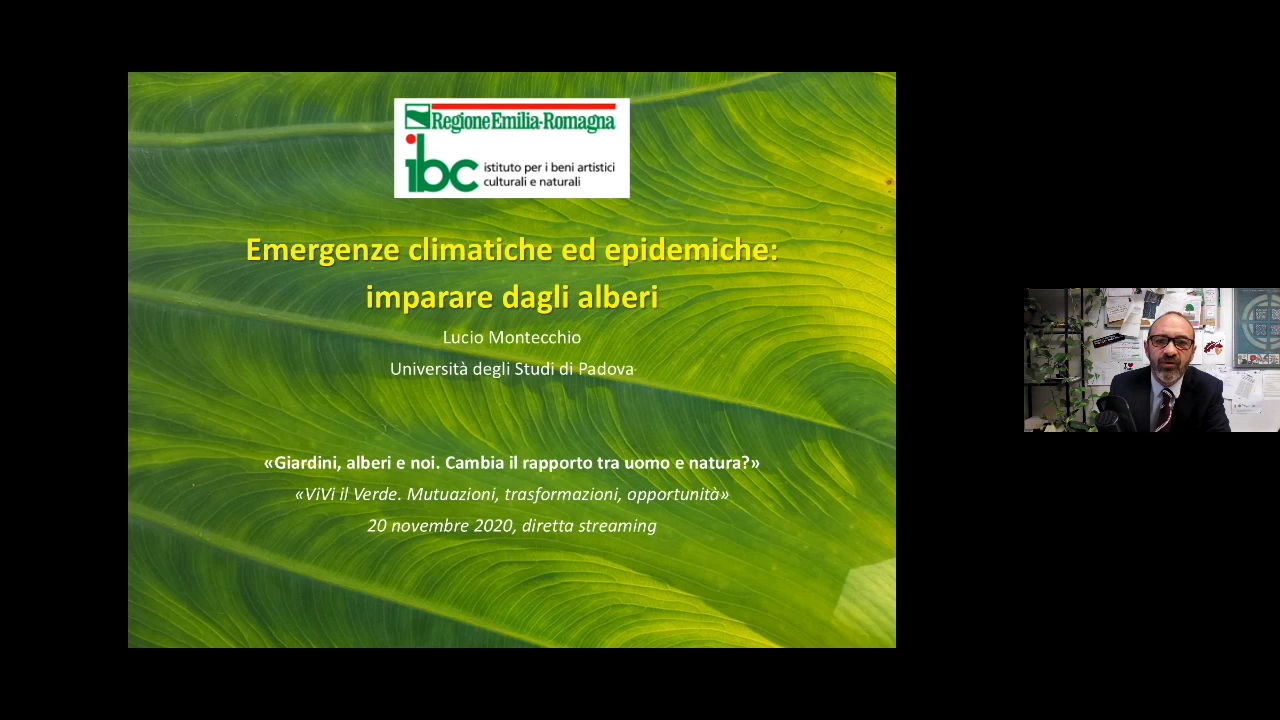 RegioneEmilia-Romagna
ibc
istituto per i beni artistici
culturali e naturali
Emergenze climatiche ed epidemiche:
imparare dagli alberi
Lucio Montecchio
Università degli Studi di Padova
«Giardini, alberi e noi. Cambia il rapporto tra uomo e natura?»
«ViVi il Verde. Mutuazioni, trasformazioni, opportunità»
20 novembre 2020, diretta streaming